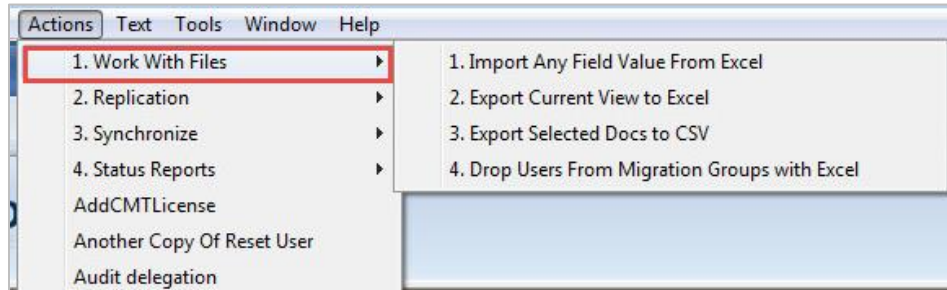 Actions Text Tools Window Help
1. Work With Files
2. Replication
3. Synchronize
4. Status Reports
AddCMTLicense
Another Copy Of Reset User
Audit delegation
1. Import Any Field Value From Excel
2. Export Current View to Excel
3. Export Selected Docs to CSV
4. Drop Users From Migration Groups with Excel